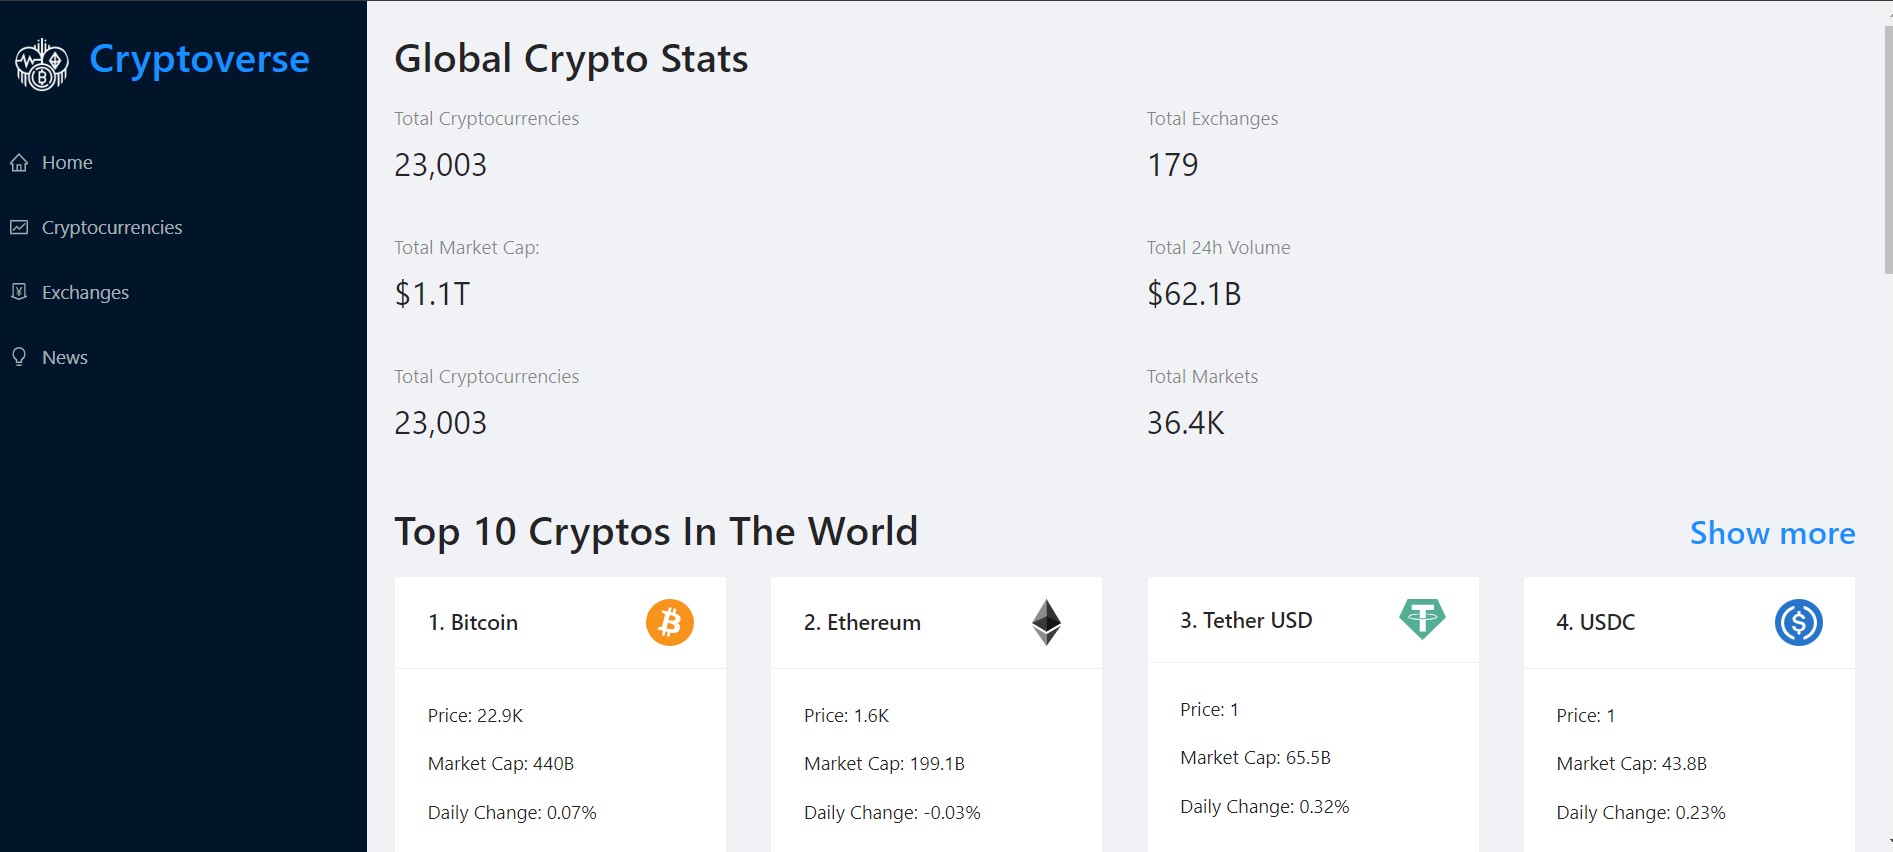 Cryptoverse
Home
Cryptocurrencies
Exchanges
News
Global Crypto Stats
Total Cryptocurrencies
23,003
Total Exchanges
179
Total Market Cap:
$1.1T
Total 24h Volume
$62.1B
Total Cryptocurrencies
23,003
Total Markets
36.4K
Top 10 Cryptos In The World
Show more
1. Bitcoin
Price: 22.9K
Market Cap: 440B
Daily Change: 0.07%
2. Ethereum
Price: 1.6K
Market Cap: 199.1B
Daily Change: -0.03%
3. Tether USD
Price: 1
Market Cap: 65.5B
Daily Change: 0.32%
4. USDC
Price: 1
Market Cap: 43.8B
Daily Change: 0.23%